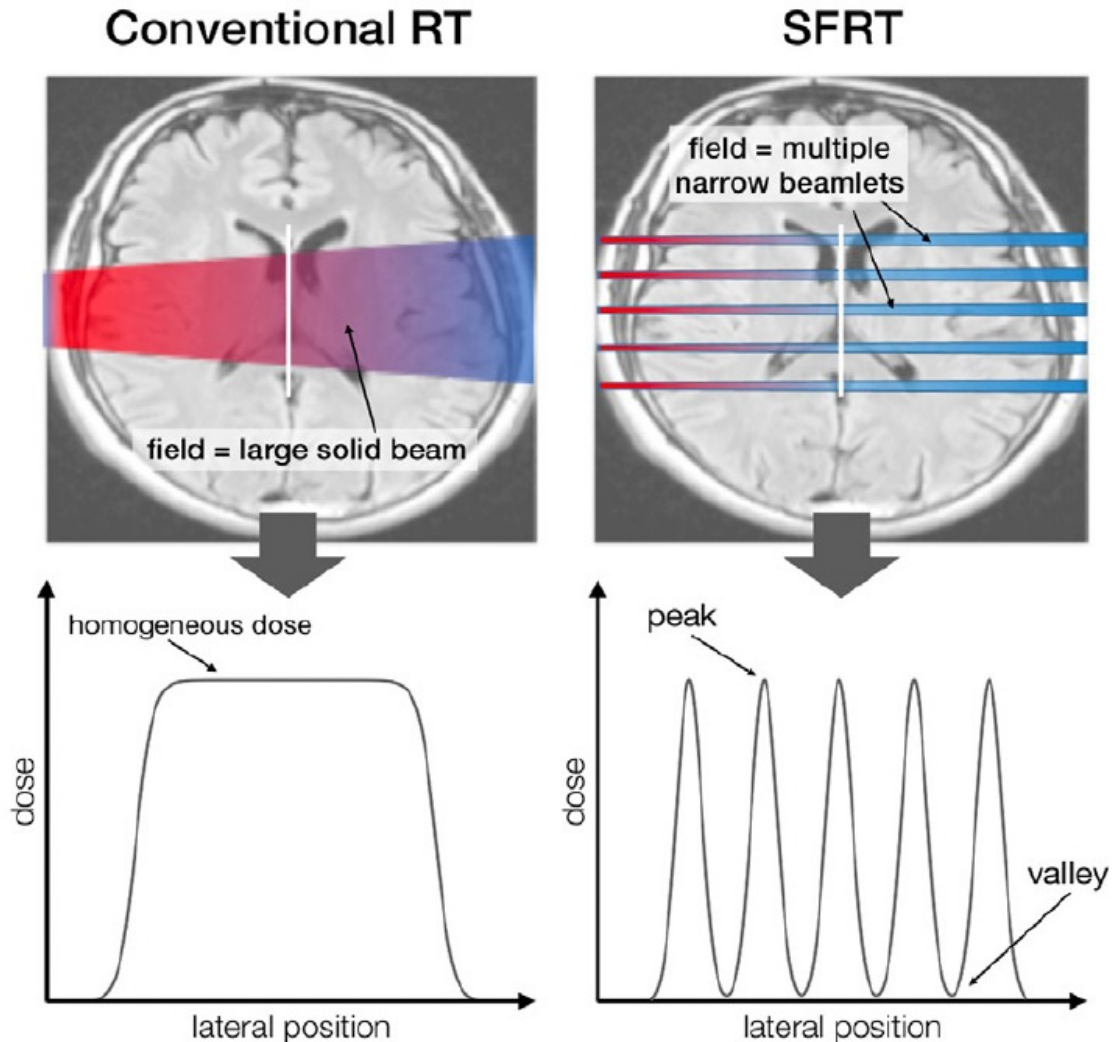 Conventional RT
field = large solid beam
homogeneous dose
dose
lateral position
SFRT
field = multiple
narrow beamlets
peak
valley
dose
lateral position